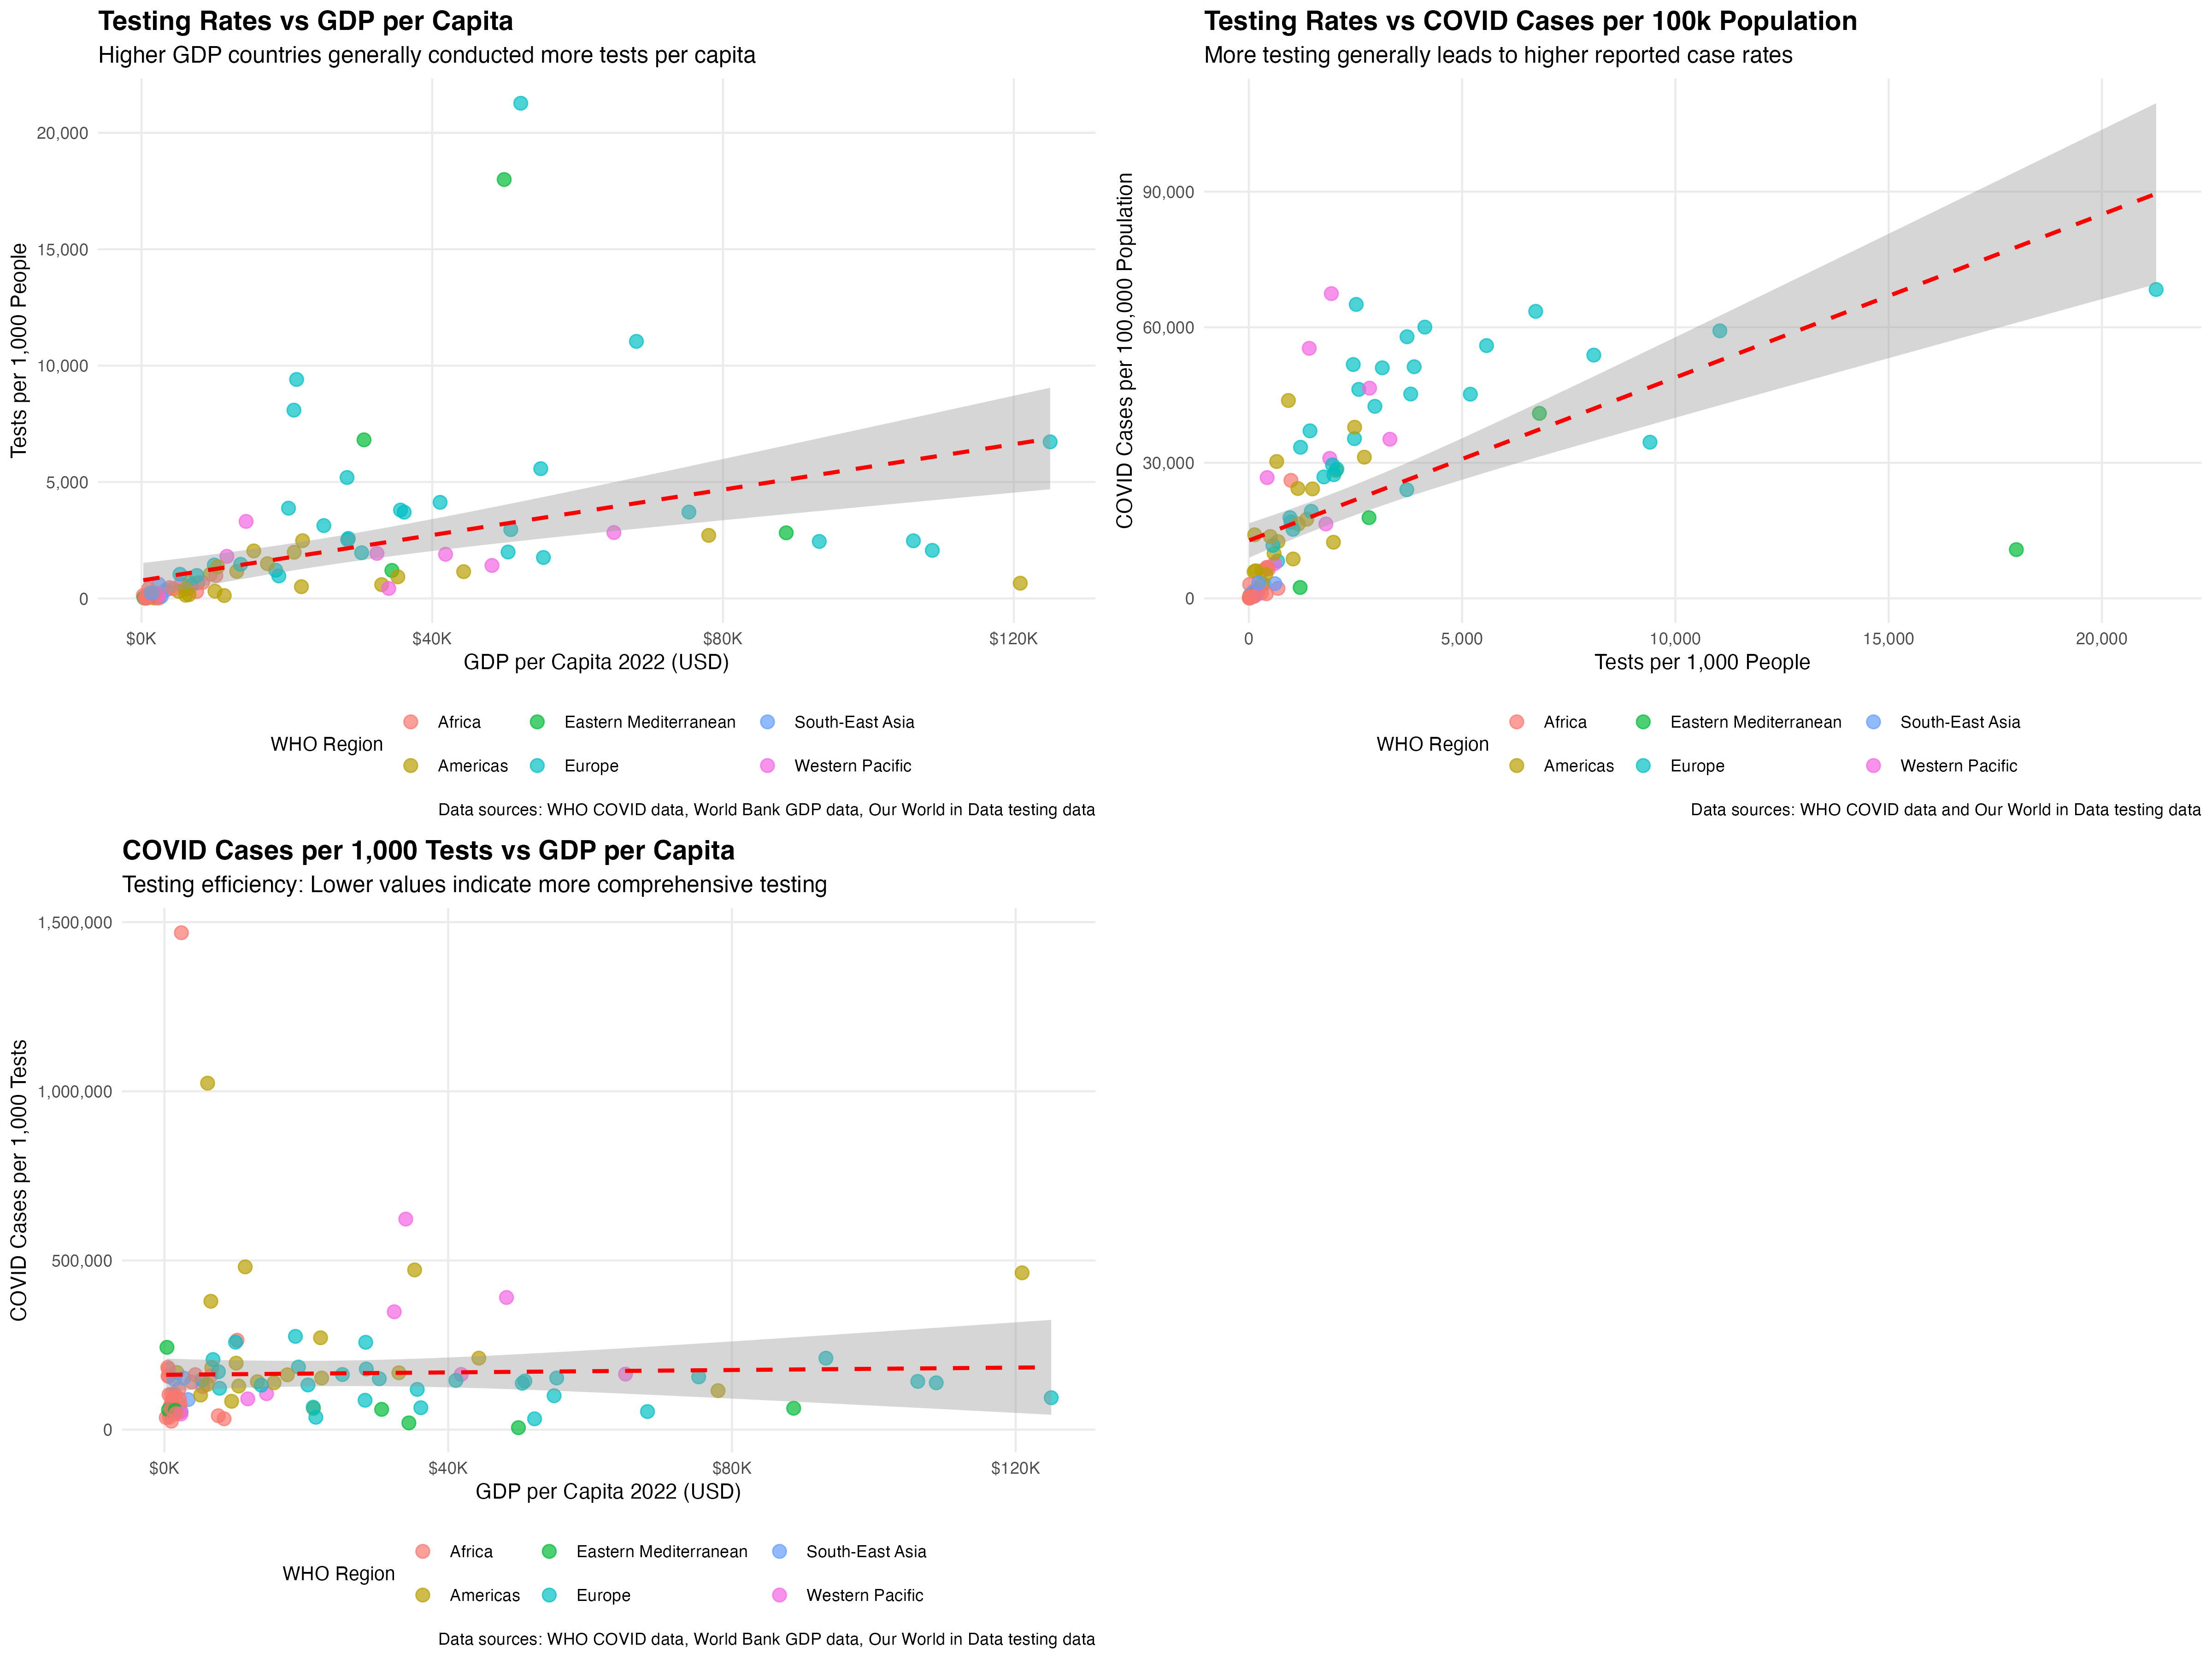 Testing Rates vs GDP per Capita
Higher GDP countries generally conducted more tests per capita
Tests per 1,000 People
20,000
15,000
10,000
5,000
0
$0K
$40K
$80K
$120K
GDP per Capita 2022 (USD)
WHO Region
Africa
Eastern Mediterranean
South-East Asia
Americas
Europe
Western Pacific
Data sources: WHO COVID data, World Bank GDP data, Our World in Data testing data
Testing Rates vs COVID Cases per 100k Population
More testing generally leads to higher reported case rates
COVID Cases per 100,000 Population
90,000
60,000
30,000
0
0
5,000
10,000
15,000
20,000
Tests per 1,000 People
WHO Region
Africa
Eastern Mediterranean
South-East Asia
Americas
Europe
Western Pacific
Data sources: WHO COVID data and Our World in Data testing data
COVID Cases per 1,000 Tests vs GDP per Capita
Testing efficiency: Lower values indicate more comprehensive testing
COVID Cases per 1,000 Tests
1,500,000
1,000,000
500,000
0
$0K
$40K
$80K
$120K
GDP per Capita 2022 (USD)
WHO Region
Africa
Eastern Mediterranean
South-East Asia
Americas
Europe
Western Pacific
Data sources: WHO COVID data, World Bank GDP data, Our World in Data testing data